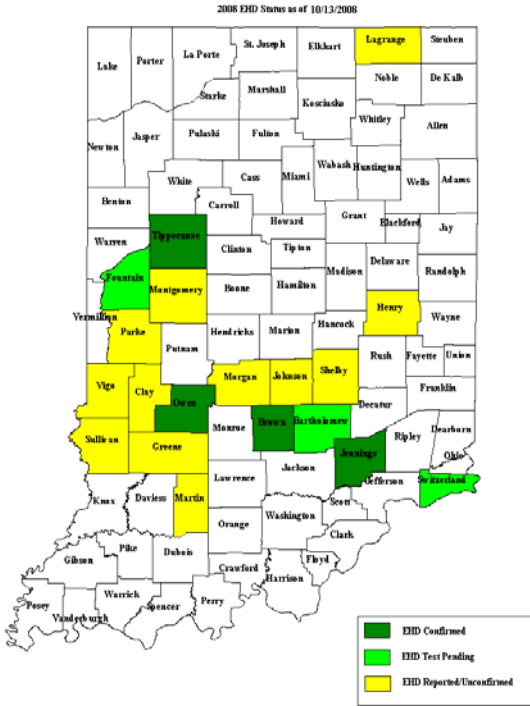 2008 EHD Status as of 10/13/2008
Lake
Porter
La Porte
St. Joseph
Elkhart
Lagrange
Steuben
Noble
De Kalb
Starke
Marshall
Kosciusko
Whitley
Allen
Newton
Jasper
Pulaski
Fulton
Wabash
Huntington
Miami
Cass
White
Wells
Adams
Benton
Carroll
Howard
Grant
Blackford
Jay
Warren
Tippecanoe
Clinton
Tipton
Madison
Delaware
Randolph
Fountain
Montgomery
Boone
Hamilton
Henry
Wayne
Vermillion
Parke
Putnam
Hendricks
Marion
Hancock
Rush
Fayette
Union
Vigo
Clay
Owen
Morgan
Johnson
Shelby
Franklin
Decatur
Sullivan
Greene
Monroe
Brown
Bartholomew
Jennings
Ripley
Dearborn
Ohio
Switzerland
Jefferson
Jackson
Lawrence
Knox
Daviess
Martin
Scott
Orange
Washington
Clark
Gibson
Pike
Dubois
Crawford
Floyd
Harrison
Posey
Vandesburgh
Warrick
Spencer
Perry
EHD Confirmed
EHD Test Pending
EHD Reported/Unconfirmed